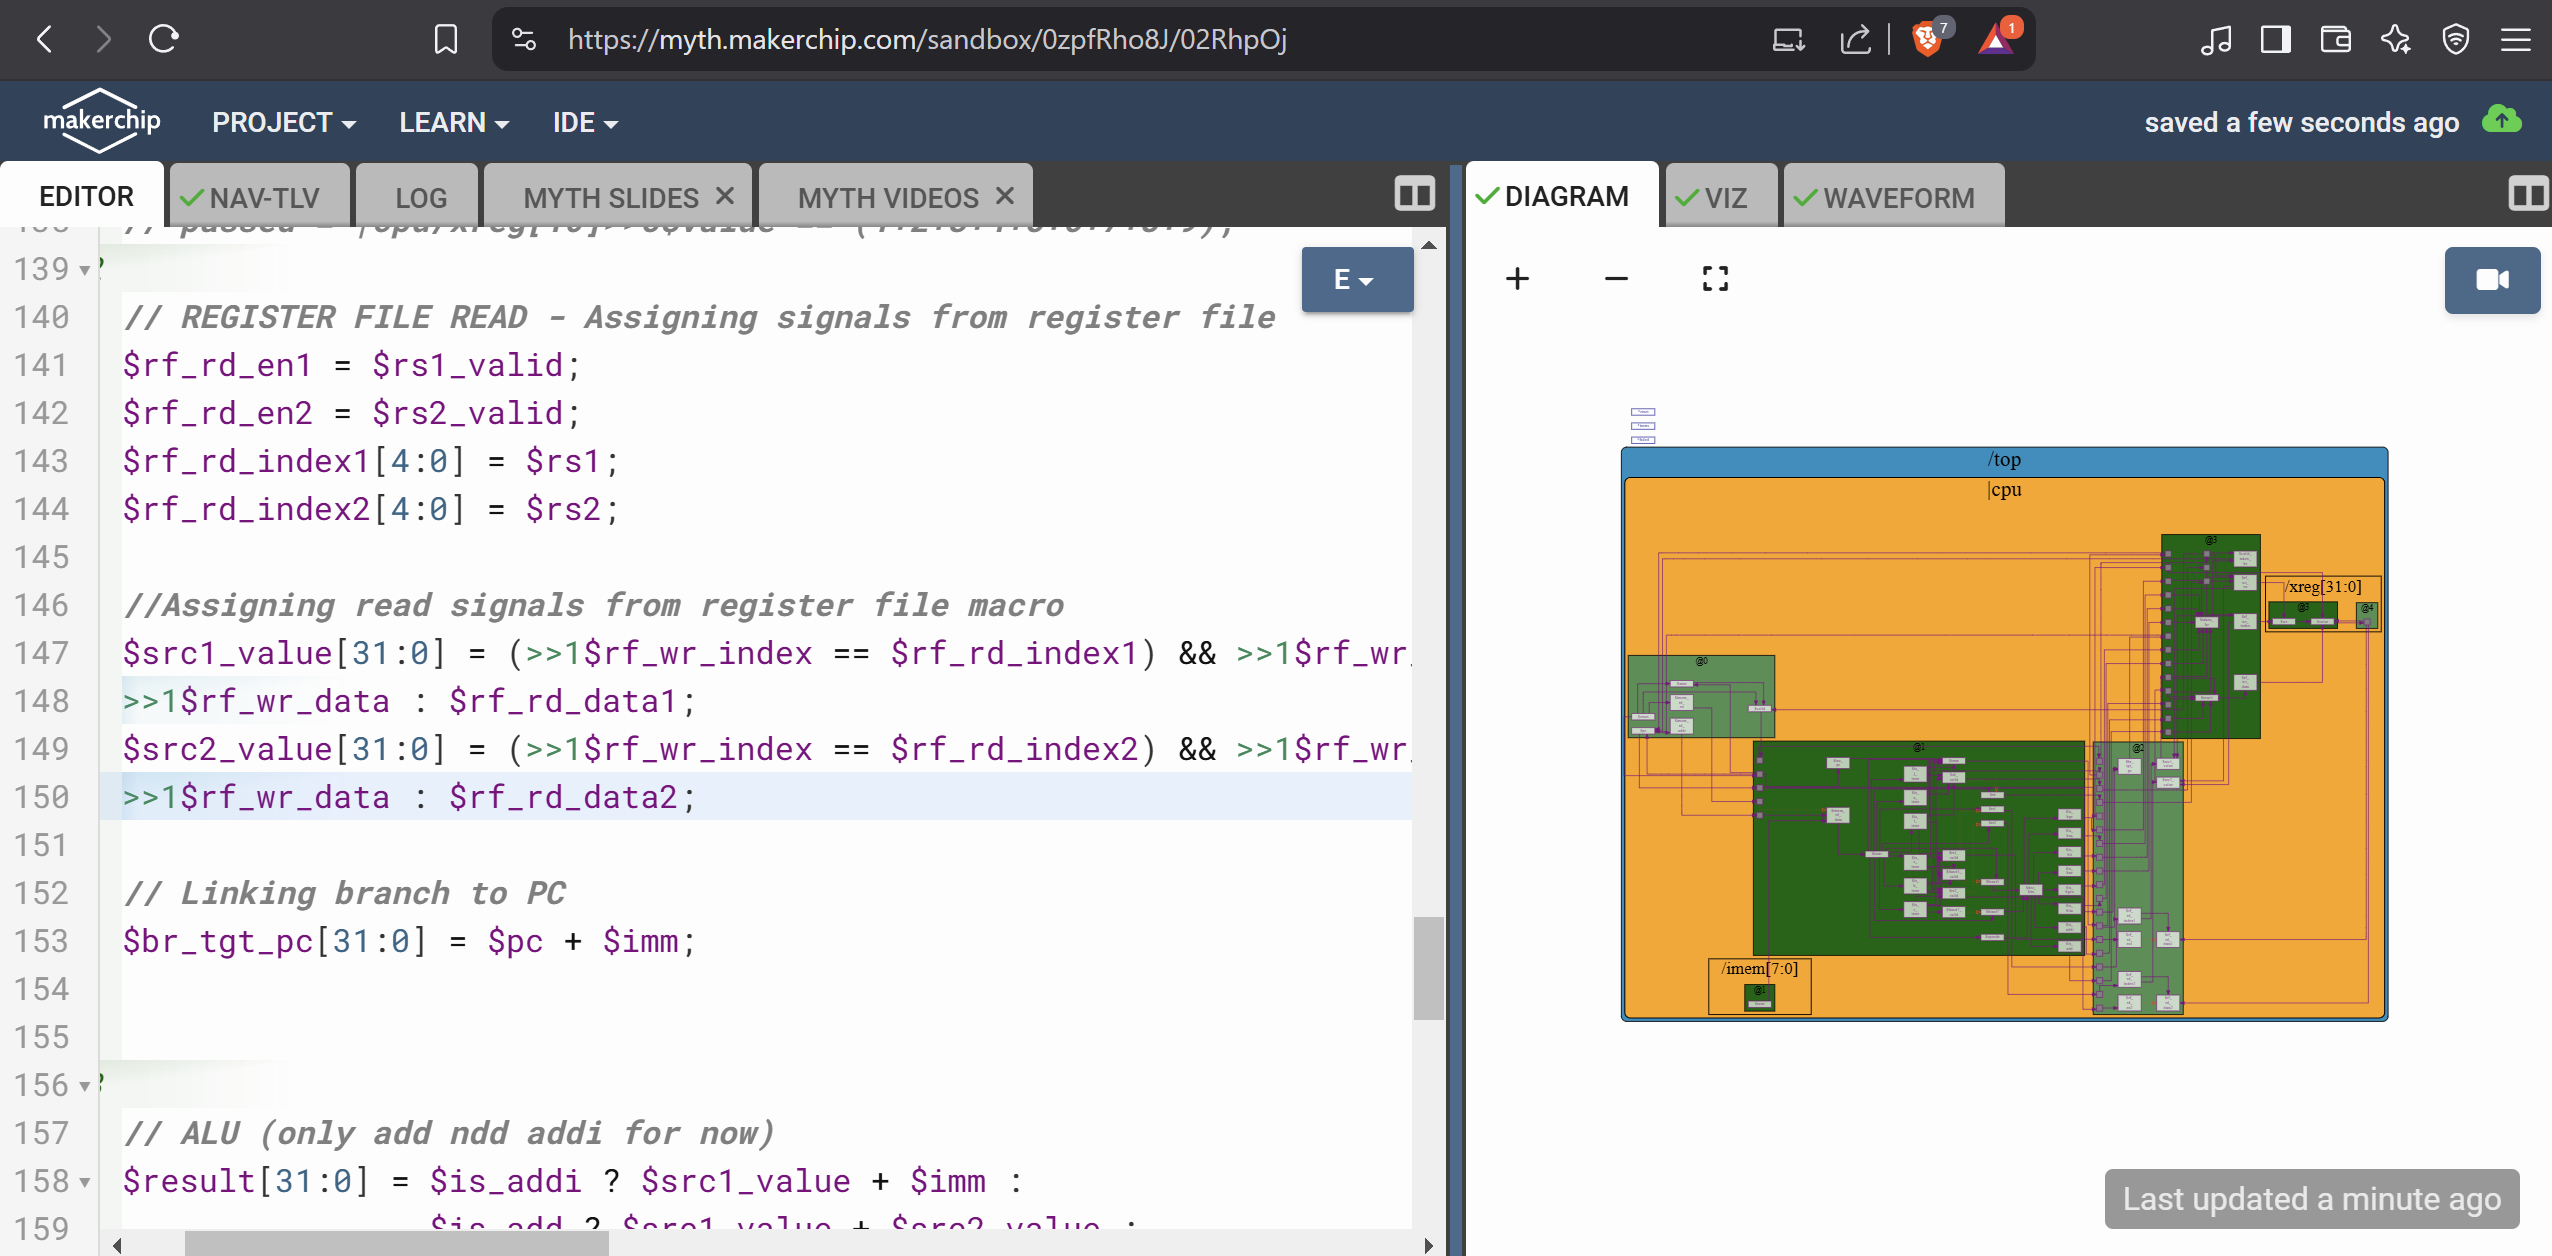 https://myth.makerchip.com/sandbox/0zpfRho8J/02RhpOj
7
1
makerchip
PROJECT
LEARN
IDE
saved a few seconds ago
EDITOR
NAV-TLV
LOG
MYTH SLIDES
MYTH VIDEOS
DIAGRAM
VIZ
WAVEFORM
E
139
140 // REGISTER FILE READ - Assigning signals from register file
141 $rf_rd_en1 = $rs1_valid;
142 $rf_rd_en2 = $rs2_valid;
143 $rf_rd_index1[4:0] = $rs1;
144 $rf_rd_index2[4:0] = $rs2;
145
146 //Assigning read signals from register file macro
147 $src1_value[31:0] = (>>1$rf_wr_index == $rf_rd_index1) && >>1$rf_wr
148 >>1$rf_wr_data : $rf_rd_data1;
149 $src2_value[31:0] = (>>1$rf_wr_index == $rf_rd_index2) && >>1$rf_wr
150 >>1$rf_wr_data : $rf_rd_data2;
151
152 // Linking branch to PC
153 $br_tgt_pc[31:0] = $pc + $imm;
154
155
156
157 // ALU (only add ndd addi for now)
158 $result[31:0] = $is_addi ? $src1_value + $imm :
159 $is_add ? $src1_value + $src2_value :
/top
|cpu
@3
/xreg[31:0]
@3
@4
@0
@1
@2
/imem[7:0]
@1
Last updated a minute ago